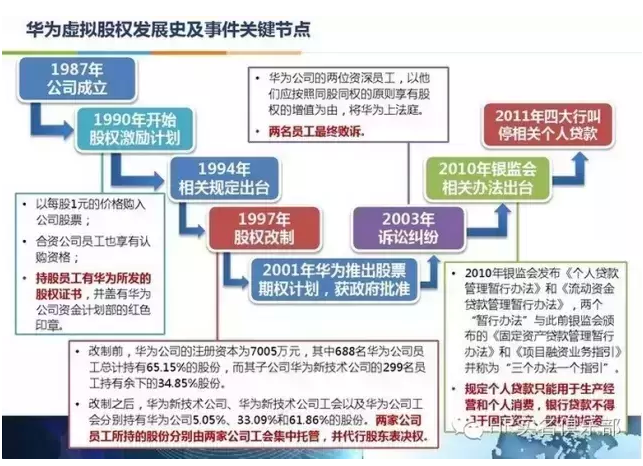 华为虚拟股权发展史及事件关键节点
1987年
公司成立
1990年开始
股权激励计划
1994年
相关规定出台
1997年
股权改制
2001年华为推出股票
期权计划，获政府批准
2003年
诉讼纠纷
2010年银监会
相关办法出台
2011年四大行叫
停相关个人贷款
• 华为公司的两位资深员工，以他
们应按照同股同权的原则享有股
权的增值为由，将华为上法庭。
• 两名员工最终败诉。
• 以每股1元的价格购入
公司股票；
• 合资公司员工也享有认
购资格；
• 持股员工有华为所发的
股权证书，并盖有华为
公司资金计划部的红色
印章。
• 改制前，华为公司的注册资本为7005万元，其中688名华为公司员
工总计持有65.15%的股份，而其子公司华为新技术公司的299名员
工持有余下的34.85%股份。
• 改制之后，华为新技术公司、华为新技术公司工会以及华为公司工
会分别持有华为公司5.05%、33.09%和61.86%的股份。两家公司
员工所持的股份分别由两家公司工会集中托管，并代行股东表决权。
• 2010年银监会发布《个人贷款
管理暂行办法》和《流动资金
贷款管理暂行办法》，两个
“暂行办法”与此前银监会颁
布的《固定资产贷款管理暂行
办法》和《项目融资业务指引》
并称为“三个办法一个指引”。
• 规定个人贷款只能用于生产经
营和个人消费，银行贷款不得